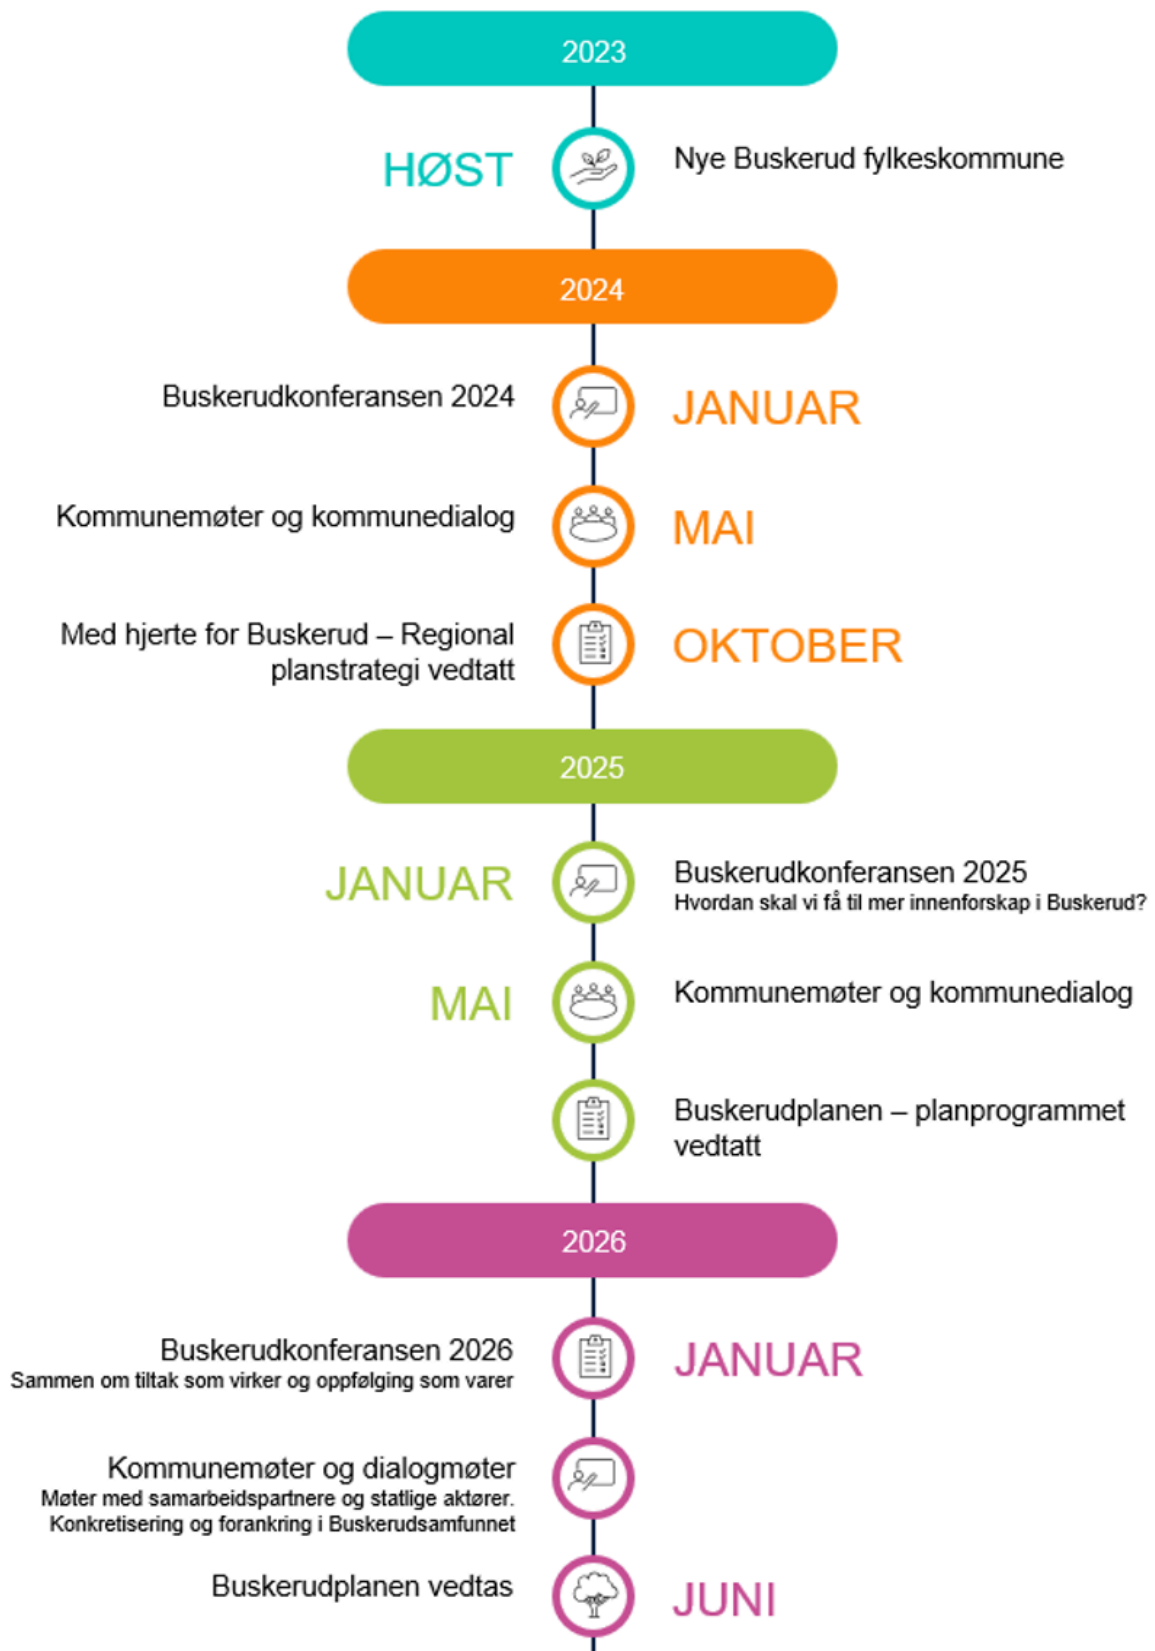 2023
HØST
Nye Buskerud fylkeskommune
2024
Buskerudkonferansen 2024
JANUAR
Kommunemøter og kommunedialog
MAI
Med hjerte for Buskerud – Regional
planstrategi vedtatt
OKTOBER
2025
JANUAR
Buskerudkonferansen 2025
Hvordan skal vi få til mer innenforskap i Buskerud?
MAI
Kommunemøter og kommunedialog
Buskerudplanen – planprogrammet
vedtatt
2026
Buskerudkonferansen 2026
Sammen om tiltak som virker og oppfølging som varer
JANUAR
Kommunemøter og dialogmøter
Møter med samarbeidspartnere og statlige aktører.
Konkretisering og forankring i Buskerudsamfunnet
Buskerudplanen vedtas
JUNI